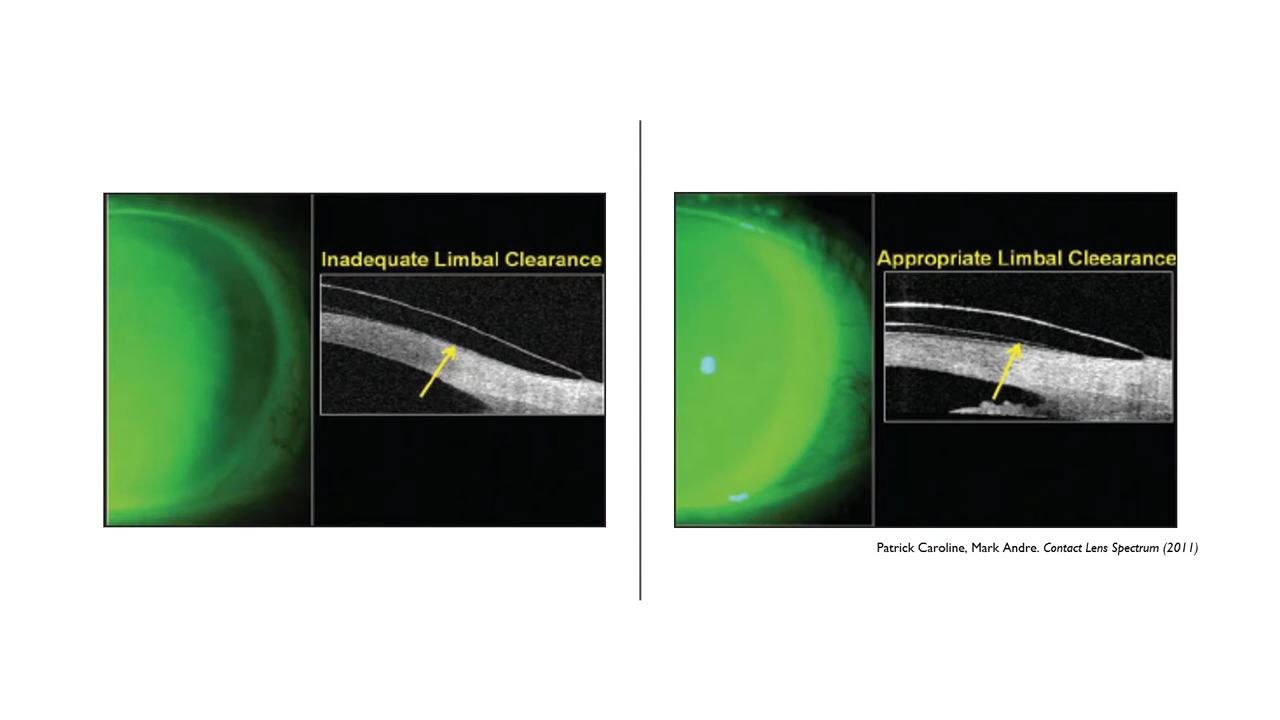 Inadequate Limbal Clearance
Appropriate Limbal Cleearance
Patrick Caroline, Mark Andre. Contact Lens Spectrum (2011)